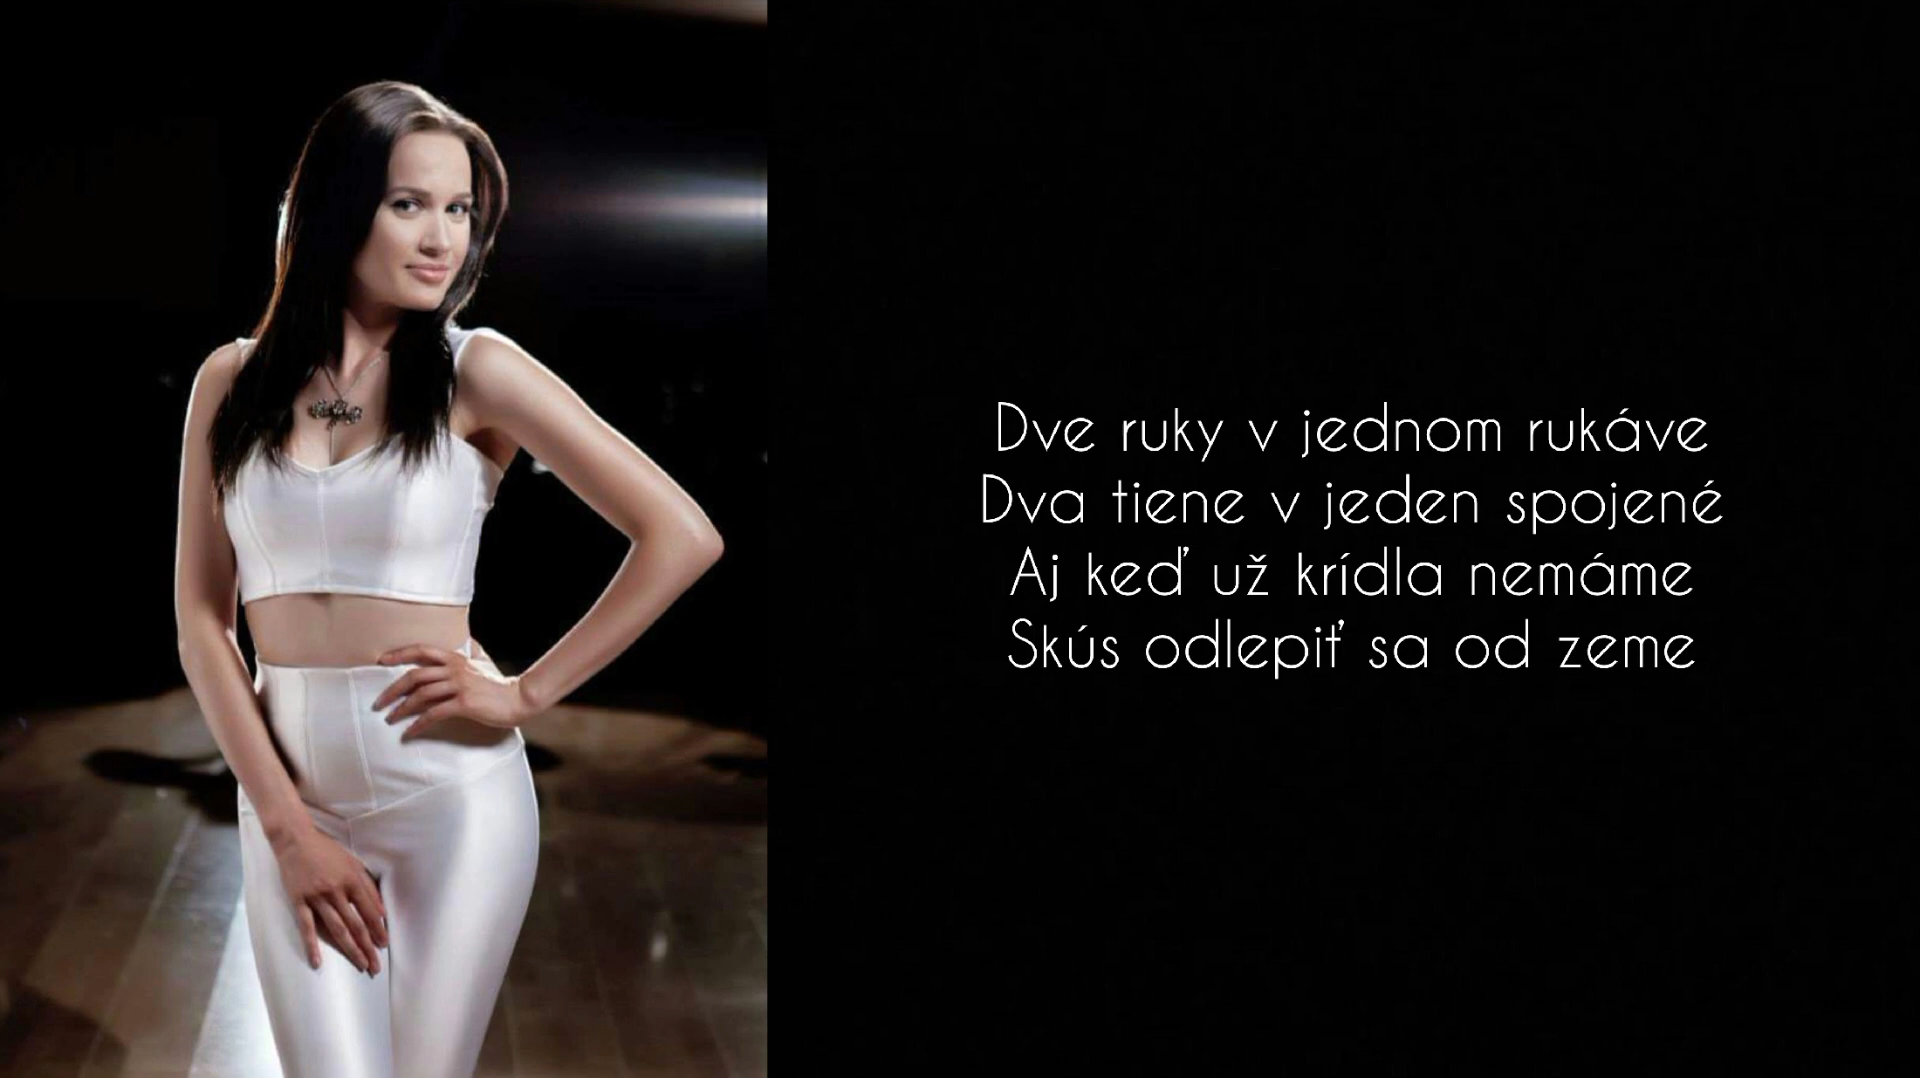 Dve ruky v jednom rukáve
Dva tiene v jeden spojené
Aj keď už krídla nemáme
Skús odlepiť sa od zeme